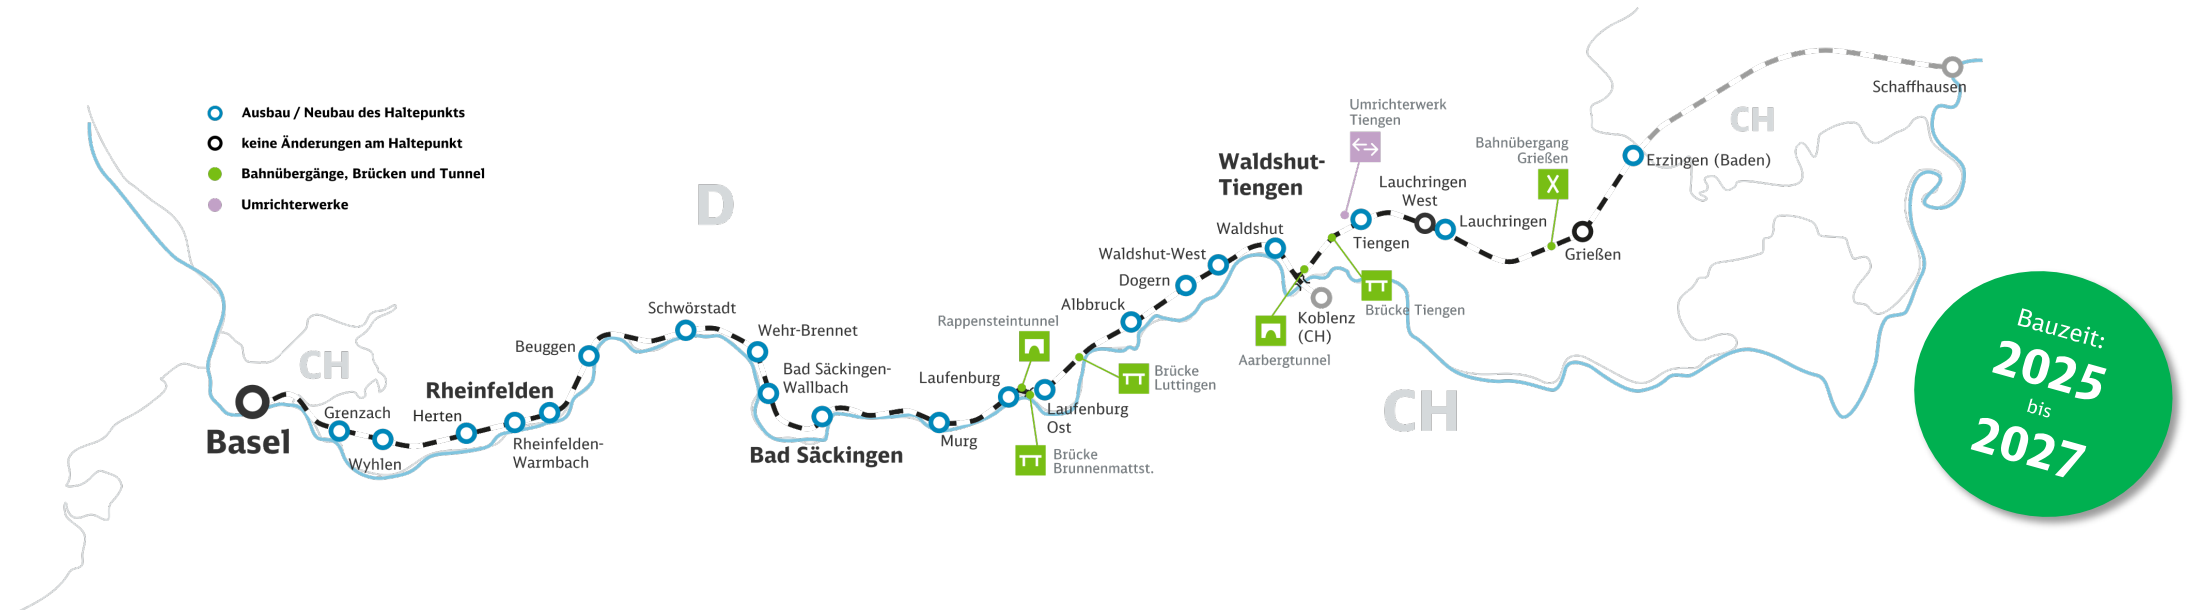 Ausbau / Neubau des Haltepunkts
keine Änderungen am Haltepunkt
Bahnübergänge, Brücken und Tunnel
Umrichterwerke
D
CH
CH
CH
Basel
Grenzach
Wyhlen
Herten
Rheinfelden
Rheinfelden-
Warmbach
Beuggen
Schwörstadt
Wehr-Brennet
Bad Säckingen-
Wallbach
Bad Säckingen
Murg
Laufenburg
Rappensteintunnel
Laufenburg
Ost
Brücke
Brunnenmattst.
Brücke
Luttingen
Albbruck
Dogern
Waldshut-West
Waldshut
Waldshut-
Tiengen
Aarbergtunnel
Koblenz
(CH)
Brücke Tiengen
Umrichterwerk
Tiengen
Tiengen
Lauchringen
West
Lauchringen
Bahnübergang
Grießen
Grießen
Erzingen (Baden)
Schaffhausen
Bauzeit:
2025
bis
2027